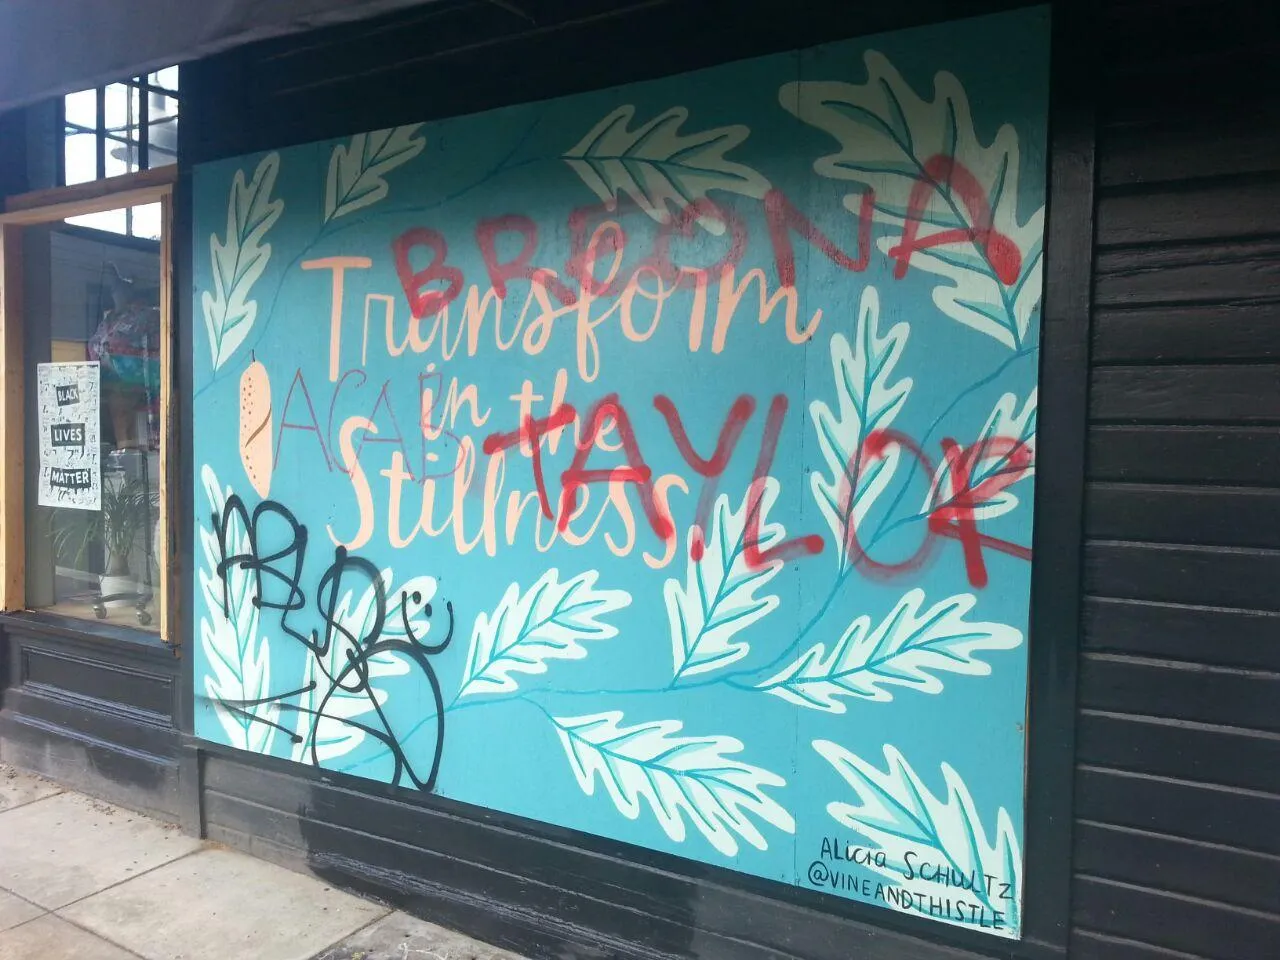 BREONA
Transform
in the
Stillness.
ACAB
TAYLOR
BLACK
LIVES
MATTER
ALICIA SCHULTZ
@VINEANDTHISTLE